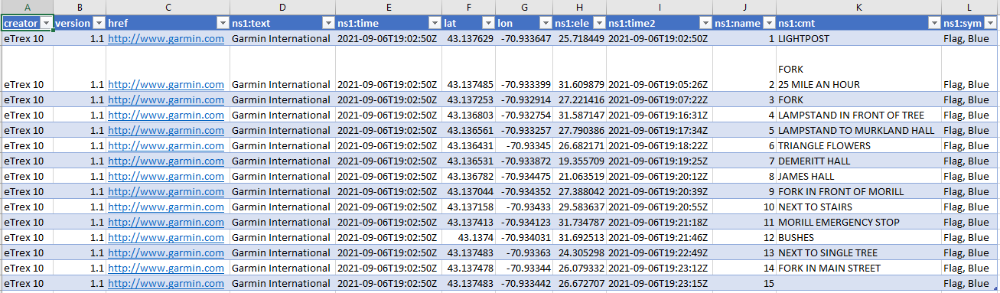 A B C D E F G H I J K L
creator version href ns1:text ns1:time lat lon ns1:ele ns1:time2 ns1:name ns1:cmt ns1:sym
eTrex 10 1.1 http://www.garmin.com Garmin International 2021-09-06T19:02:50Z 43.137629 -70.933647 25.718449 2021-09-06T19:02:50Z 1 LIGHTPOST Flag, Blue
FORK
eTrex 10 1.1 http://www.garmin.com Garmin International 2021-09-06T19:02:50Z 43.137485 -70.933399 31.609879 2021-09-06T19:05:26Z 2 25 MILE AN HOUR Flag, Blue
eTrex 10 1.1 http://www.garmin.com Garmin International 2021-09-06T19:02:50Z 43.137253 -70.932914 27.221416 2021-09-06T19:07:22Z 3 FORK Flag, Blue
eTrex 10 1.1 http://www.garmin.com Garmin International 2021-09-06T19:02:50Z 43.136803 -70.932754 31.587147 2021-09-06T19:16:31Z 4 LAMPSTAND IN FRONT OF TREE Flag, Blue
eTrex 10 1.1 http://www.garmin.com Garmin International 2021-09-06T19:02:50Z 43.136561 -70.933257 27.790386 2021-09-06T19:17:34Z 5 LAMPSTAND TO MURKLAND HALL Flag, Blue
eTrex 10 1.1 http://www.garmin.com Garmin International 2021-09-06T19:02:50Z 43.136431 -70.93345 26.682171 2021-09-06T19:18:22Z 6 TRIANGLE FLOWERS Flag, Blue
eTrex 10 1.1 http://www.garmin.com Garmin International 2021-09-06T19:02:50Z 43.136531 -70.933872 19.355709 2021-09-06T19:19:25Z 7 DEMERITT HALL Flag, Blue
eTrex 10 1.1 http://www.garmin.com Garmin International 2021-09-06T19:02:50Z 43.136782 -70.934475 21.063519 2021-09-06T19:20:12Z 8 JAMES HALL Flag, Blue
eTrex 10 1.1 http://www.garmin.com Garmin International 2021-09-06T19:02:50Z 43.137044 -70.934352 27.388042 2021-09-06T19:20:39Z 9 FORK IN FRONT OF MORILL Flag, Blue
eTrex 10 1.1 http://www.garmin.com Garmin International 2021-09-06T19:02:50Z 43.137158 -70.93433 29.583637 2021-09-06T19:20:55Z 10 NEXT TO STAIRS Flag, Blue
eTrex 10 1.1 http://www.garmin.com Garmin International 2021-09-06T19:02:50Z 43.137413 -70.934123 31.734787 2021-09-06T19:21:18Z 11 MORILL EMERGENCY STOP Flag, Blue
eTrex 10 1.1 http://www.garmin.com Garmin International 2021-09-06T19:02:50Z 43.1374 -70.934031 31.692513 2021-09-06T19:21:46Z 12 BUSHES Flag, Blue
eTrex 10 1.1 http://www.garmin.com Garmin International 2021-09-06T19:02:50Z 43.137483 -70.93363 24.305298 2021-09-06T19:22:49Z 13 NEXT TO SINGLE TREE Flag, Blue
eTrex 10 1.1 http://www.garmin.com Garmin International 2021-09-06T19:02:50Z 43.137478 -70.93344 26.079332 2021-09-06T19:23:12Z 14 FORK IN MAIN STREET Flag, Blue
eTrex 10 1.1 http://www.garmin.com Garmin International 2021-09-06T19:02:50Z 43.137483 -70.933442 26.672707 2021-09-06T19:23:15Z 15 Flag, Blue